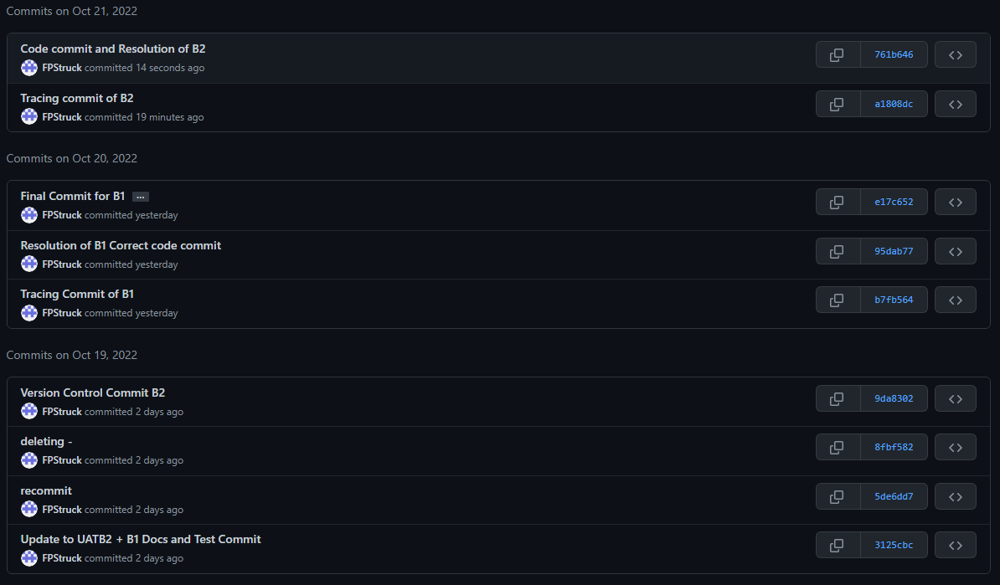 Commits on Oct 21, 2022
Code commit and Resolution of B2
FPStruck committed 14 seconds ago
761b646
Tracing commit of B2
FPStruck committed 19 minutes ago
a1808dc
Commits on Oct 20, 2022
Final Commit for B1 ...
FPStruck committed yesterday
e17c652
Resolution of B1 Correct code commit
FPStruck committed yesterday
95dab77
Tracing Commit of B1
FPStruck committed yesterday
b7fb564
Commits on Oct 19, 2022
Version Control Commit B2
FPStruck committed 2 days ago
9da8302
deleting -
FPStruck committed 2 days ago
8fbf582
recommit
FPStruck committed 2 days ago
5de6dd7
Update to UATB2 + B1 Docs and Test Commit
FPStruck committed 2 days ago
3125cbc